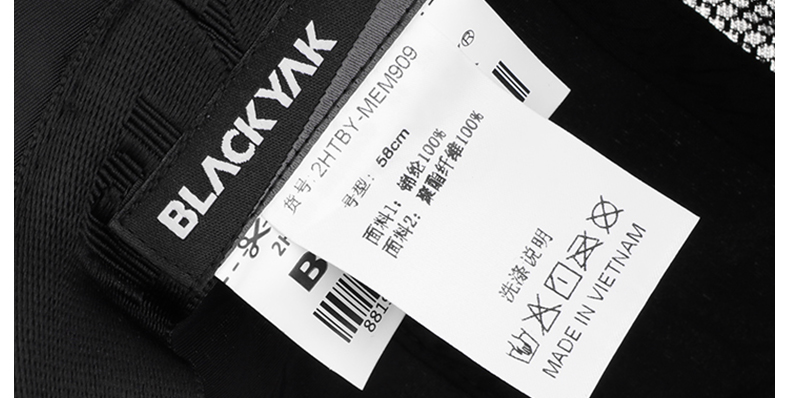 BLACKYAK
®
货号: 2HTBY-MEM909
号型: 58cm
面料1: 锦纶100%
面料2: 聚酯纤维100%
洗涤说明
MADE IN VIETNAM
B